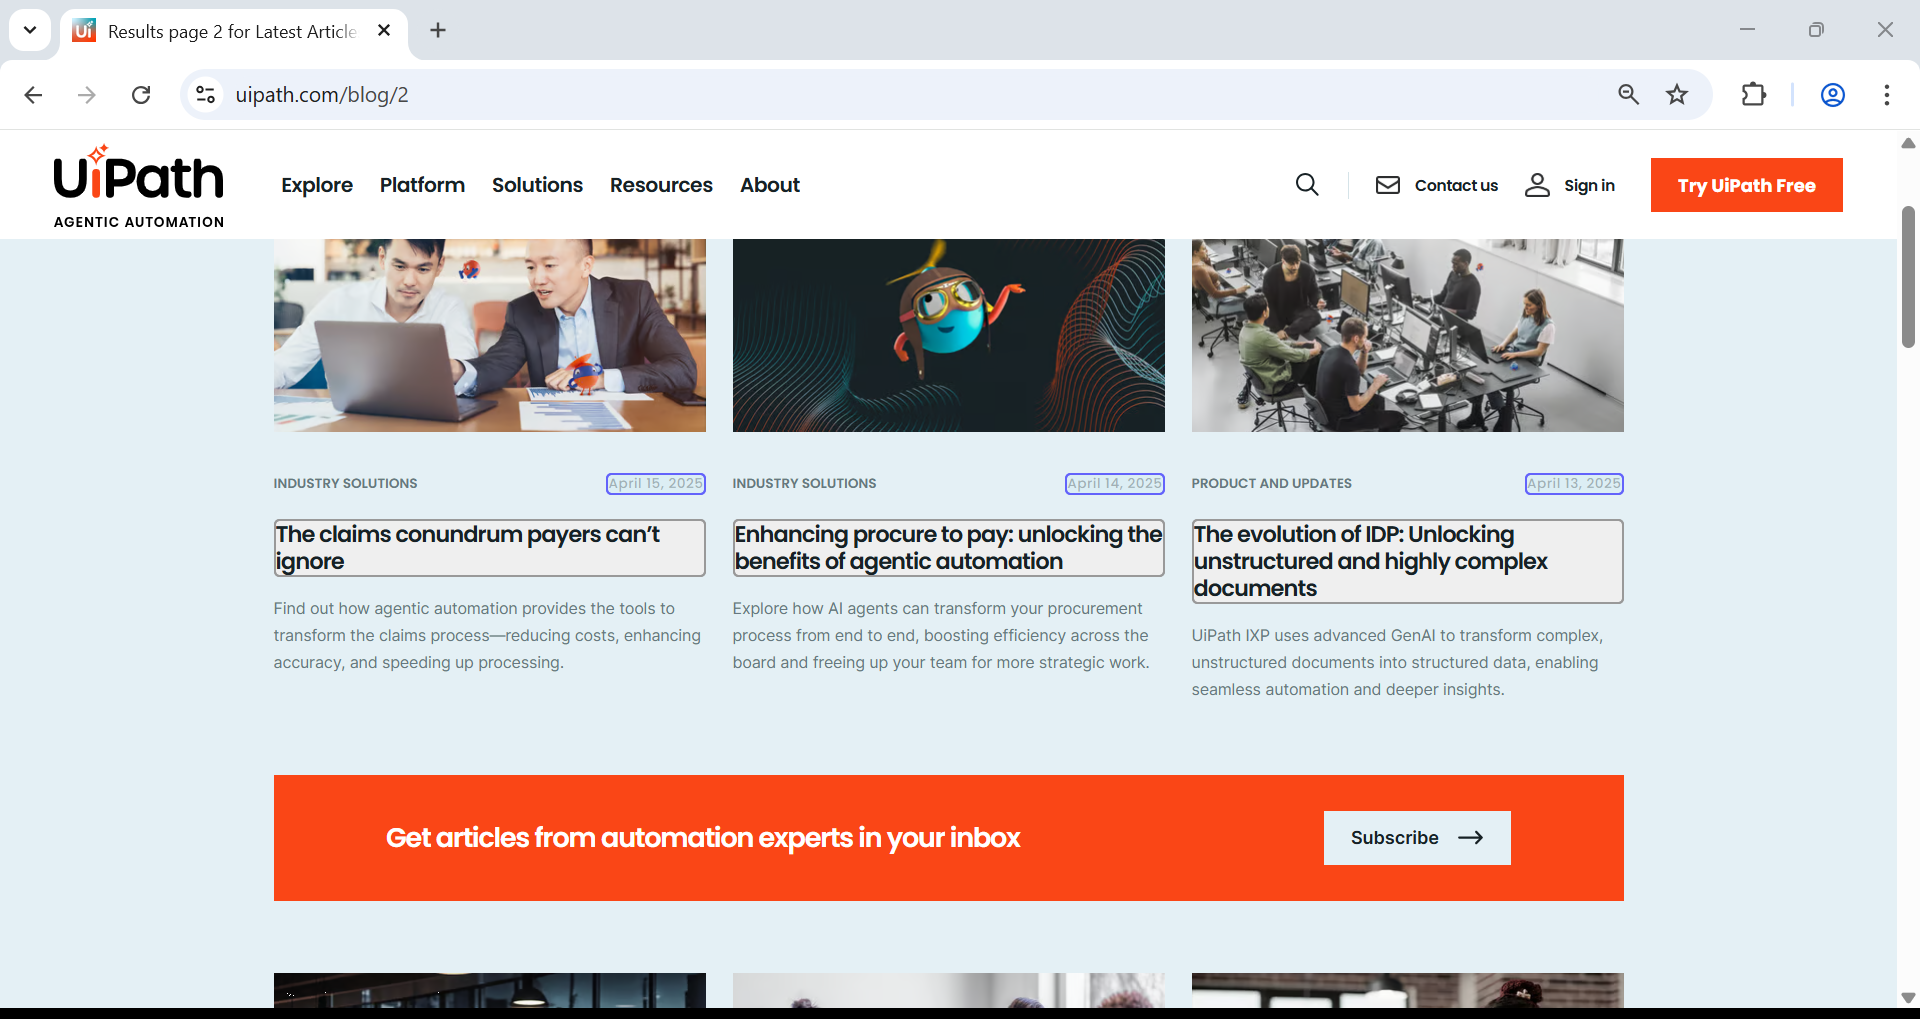 Results page 2 for Latest Article
uipath.com/blog/2
UiPath
AGENTIC AUTOMATION
Explore
Platform
Solutions
Resources
About
Contact us
Sign in
Try UiPath Free
INDUSTRY SOLUTIONS
April 15, 2025
The claims conundrum payers can’t
ignore
Find out how agentic automation provides the tools to
transform the claims process—reducing costs, enhancing
accuracy, and speeding up processing.
INDUSTRY SOLUTIONS
April 14, 2025
Enhancing procure to pay: unlocking the
benefits of agentic automation
Explore how AI agents can transform your procurement
process from end to end, boosting efficiency across the
board and freeing up your team for more strategic work.
PRODUCT AND UPDATES
April 13, 2025
The evolution of IDP: Unlocking
unstructured and highly complex
documents
UiPath IXP uses advanced GenAI to transform complex,
unstructured documents into structured data, enabling
seamless automation and deeper insights.
Get articles from automation experts in your inbox
Subscribe